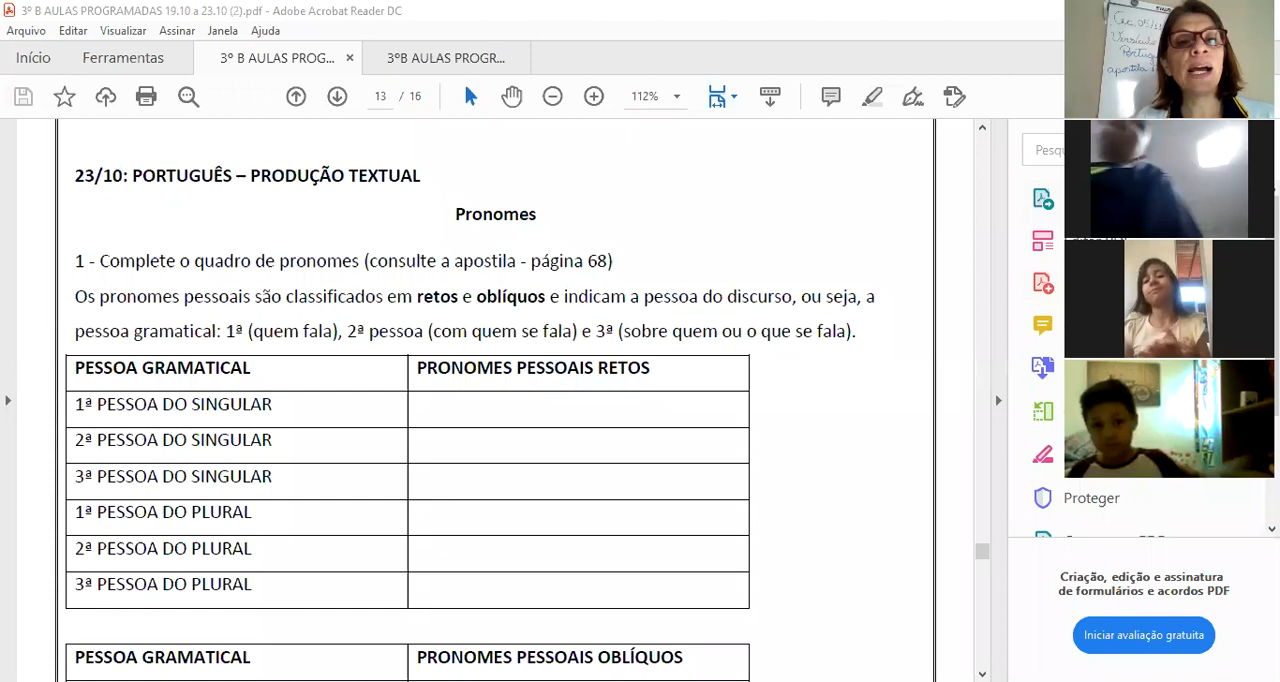 3º B AULAS PROGRAMADAS 19.10 a 23.10 (2).pdf - Adobe Acrobat Reader DC
Arquivo Editar Visualizar Assinar Janela Ajuda
Início Ferramentas 3º B AULAS PROG... × 3ºB AULAS PROGR...
13 / 16 112%
23/10: PORTUGUÊS – PRODUÇÃO TEXTUAL
Pronomes
1 - Complete o quadro de pronomes (consulte a apostila - página 68)
Os pronomes pessoais são classificados em retos e oblíquos e indicam a pessoa do discurso, ou seja, a
pessoa gramatical: 1ª (quem fala), 2ª pessoa (com quem se fala) e 3ª (sobre quem ou o que se fala).
PESSOA GRAMATICAL PRONOMES PESSOAIS RETOS
1ª PESSOA DO SINGULAR
2ª PESSOA DO SINGULAR
3ª PESSOA DO SINGULAR
1ª PESSOA DO PLURAL
2ª PESSOA DO PLURAL
3ª PESSOA DO PLURAL
PESSOA GRAMATICAL PRONOMES PESSOAIS OBLÍQUOS
Versículo
Portug
apostila
Pesqu
Proteger
Criação, edição e assinatura
de formulários e acordos PDF
Iniciar avaliação gratuita